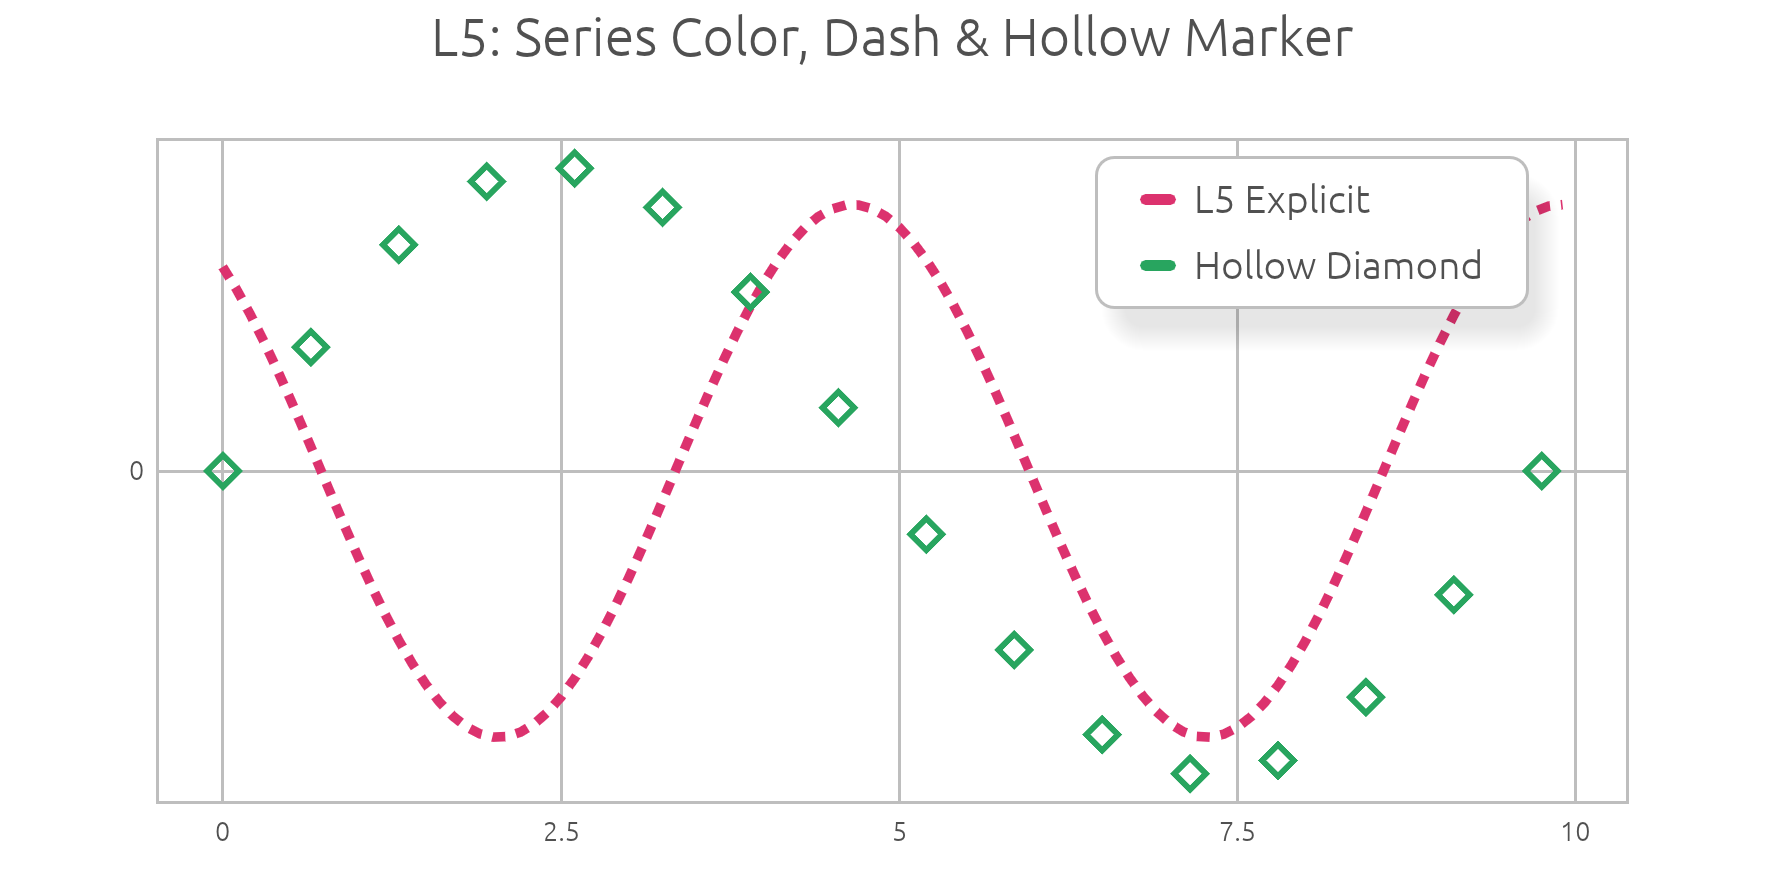 L5: Series Color, Dash & Hollow Marker
L5 Explicit
Hollow Diamond
0
0 2.5 5 7.5 10